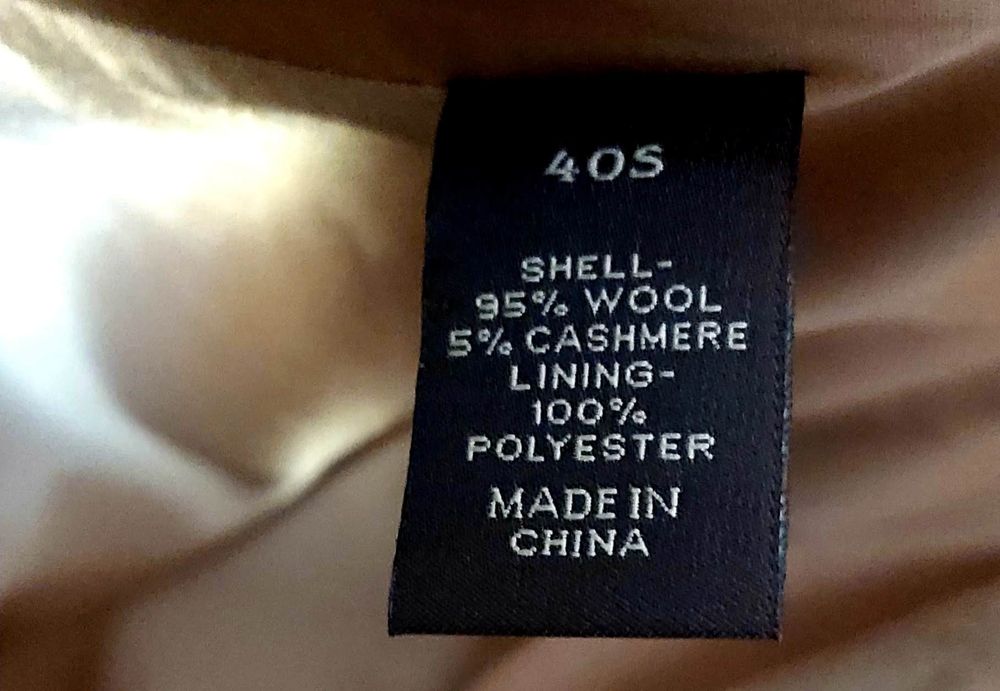 40S
SHELL-
95% WOOL
5% CASHMERE
LINING-
100%
POLYESTER
MADE IN
CHINA